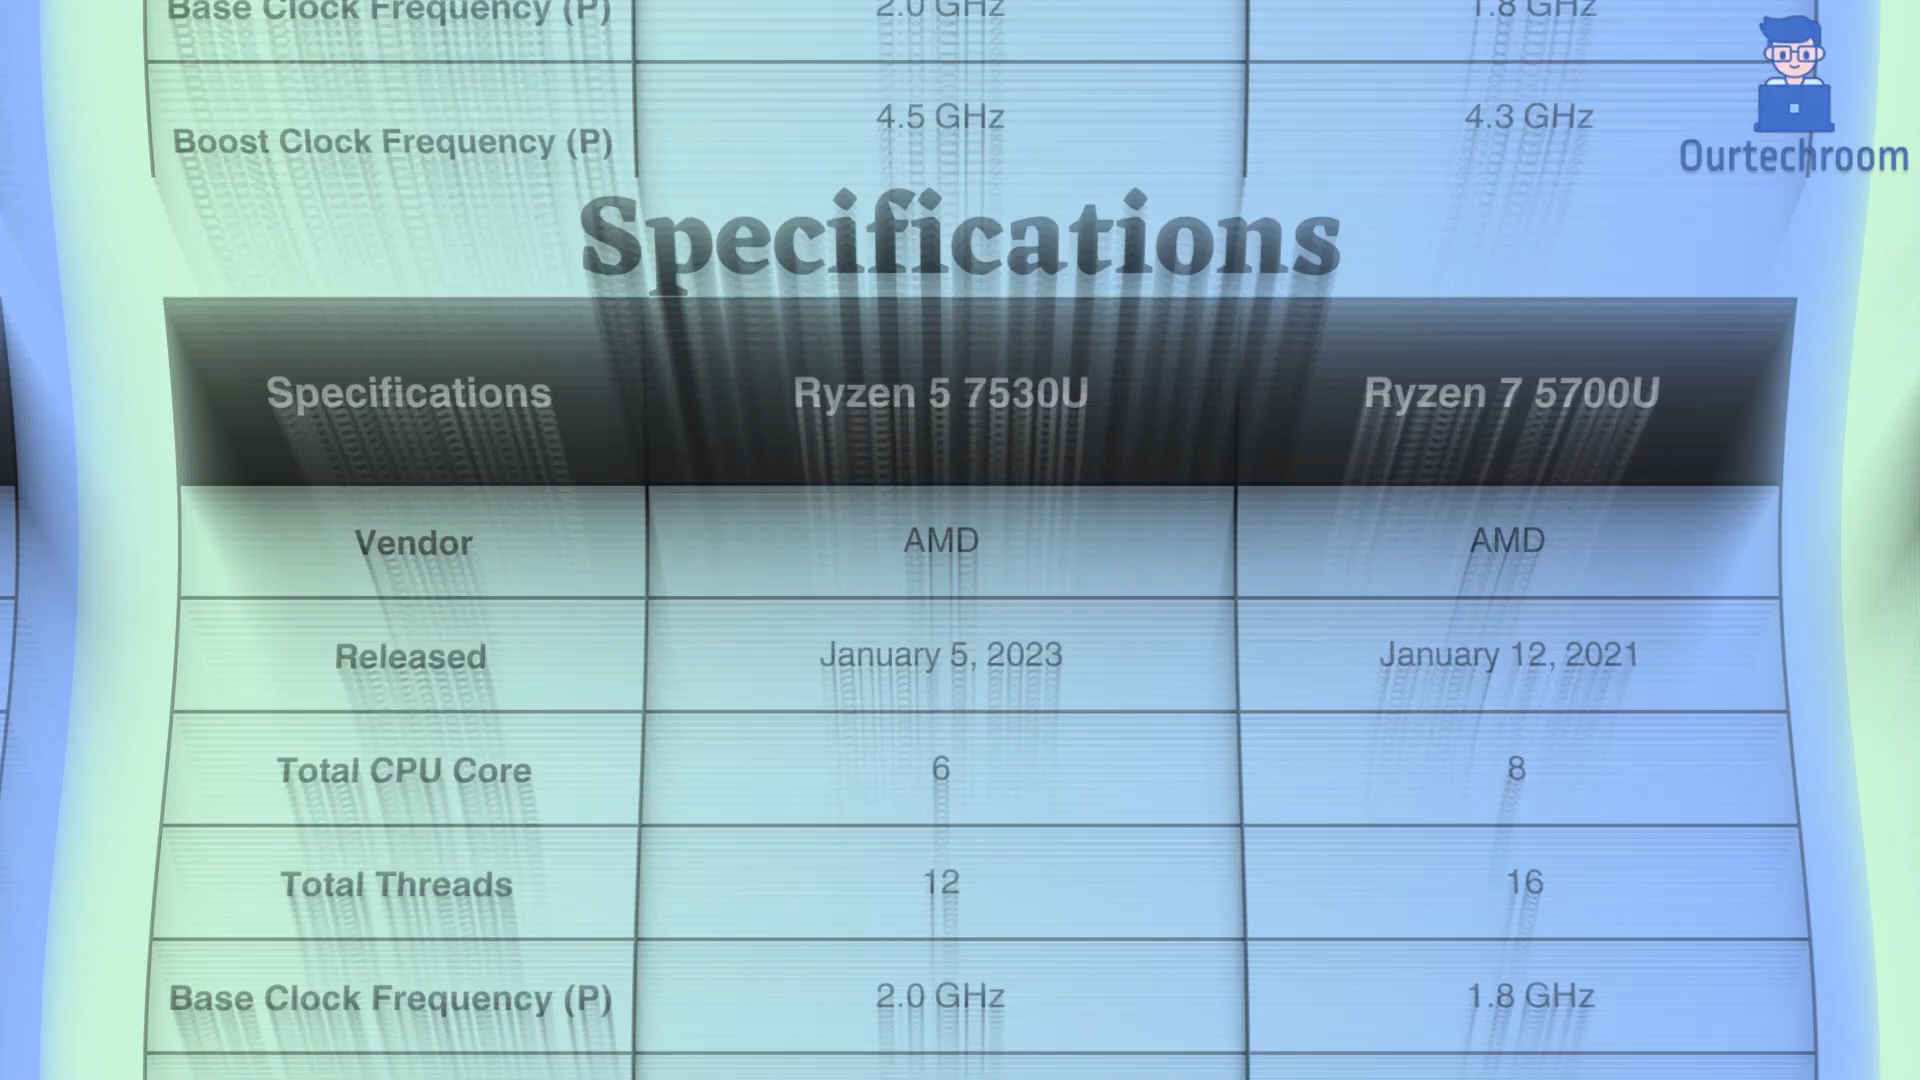 Base Clock Frequency (P) 2.0 GHz 1.8 GHz
Boost Clock Frequency (P) 4.5 GHz 4.3 GHz
Ourtechroom
Specifications
Specifications Ryzen 5 7530U Ryzen 7 5700U
Vendor AMD AMD
Released January 5, 2023 January 12, 2021
Total CPU Core 6 8
Total Threads 12 16
Base Clock Frequency (P) 2.0 GHz 1.8 GHz